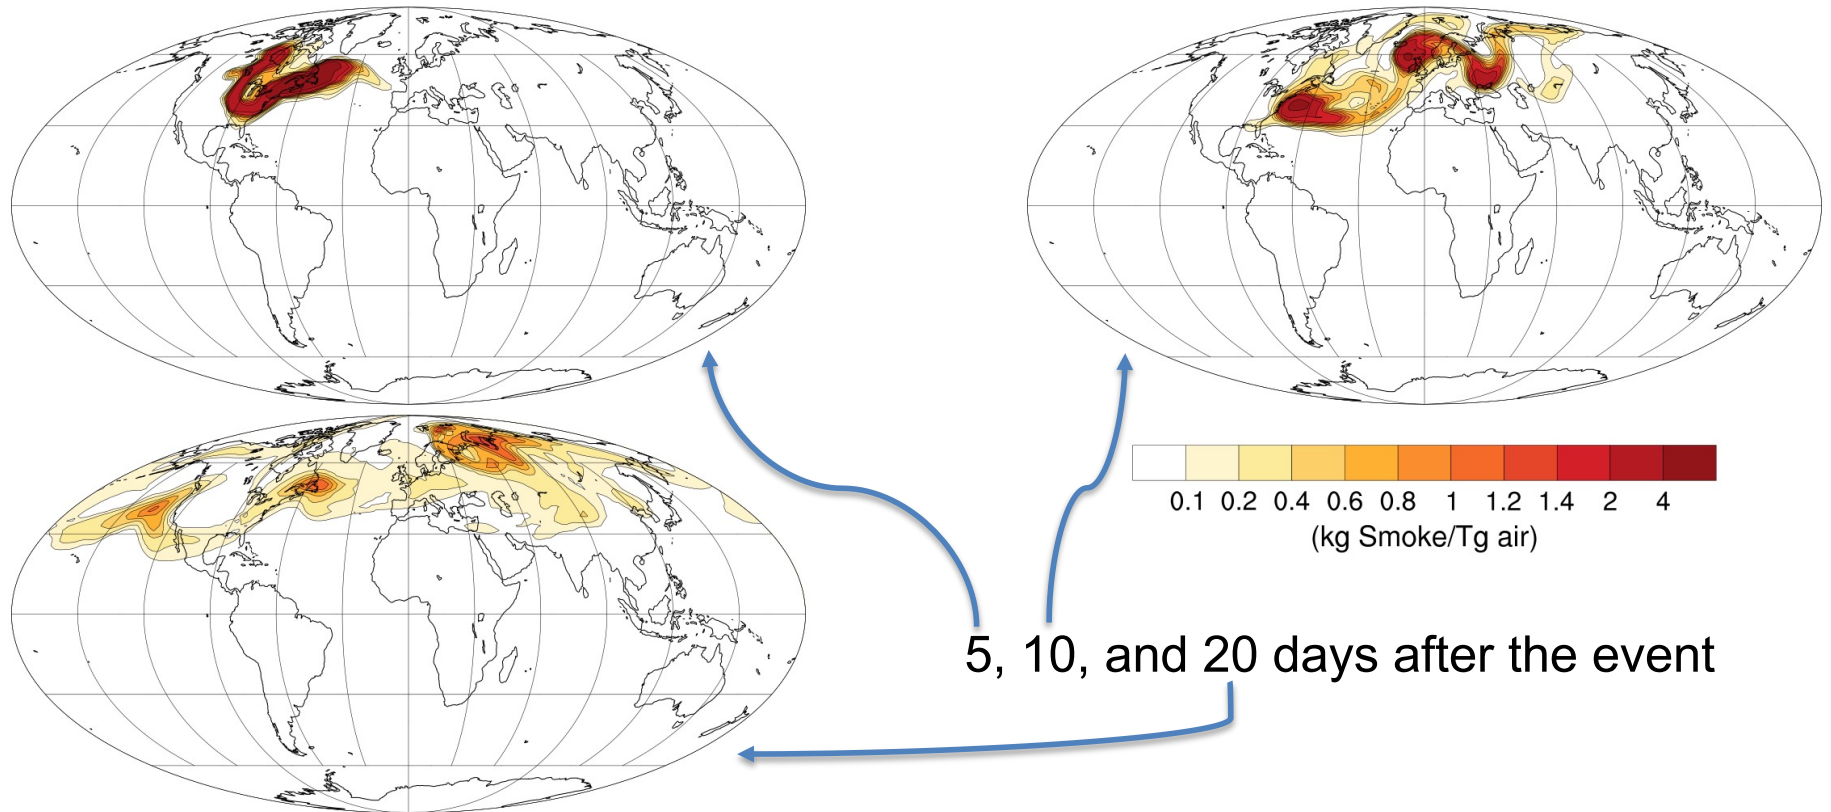 0.1 0.2 0.4 0.6 0.8 1 1.2 1.4 2 4
(kg Smoke/Tg air)
5, 10, and 20 days after the event